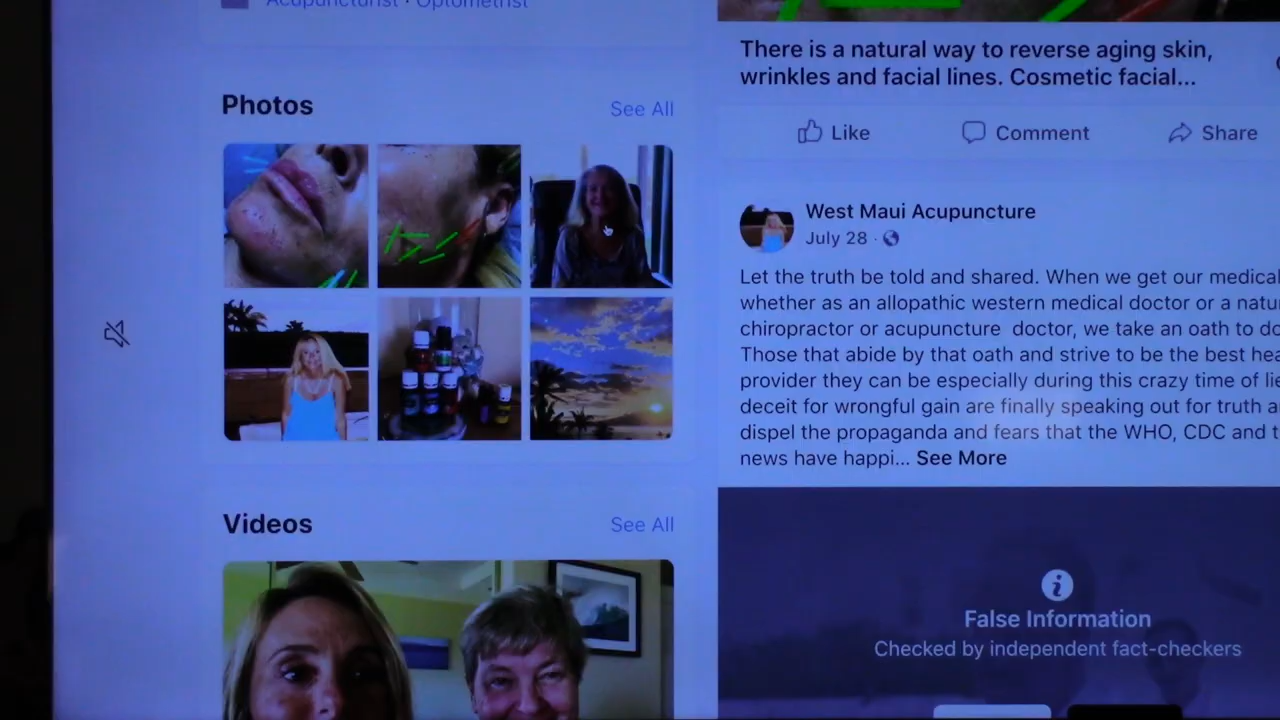 Acupuncturist · Optometrist
Photos
See All
Videos
See All
There is a natural way to reverse aging skin,
wrinkles and facial lines. Cosmetic facial...
Like
Comment
Share
West Maui Acupuncture
July 28 ·
Let the truth be told and shared. When we get our medical
whether as an allopathic western medical doctor or a natu
chiropractor or acupuncture doctor, we take an oath to do
Those that abide by that oath and strive to be the best hea
provider they can be especially during this crazy time of lie
deceit for wrongful gain are finally speaking out for truth a
dispel the propaganda and fears that the WHO, CDC and t
news have happi... See More
False Information
Checked by independent fact-checkers